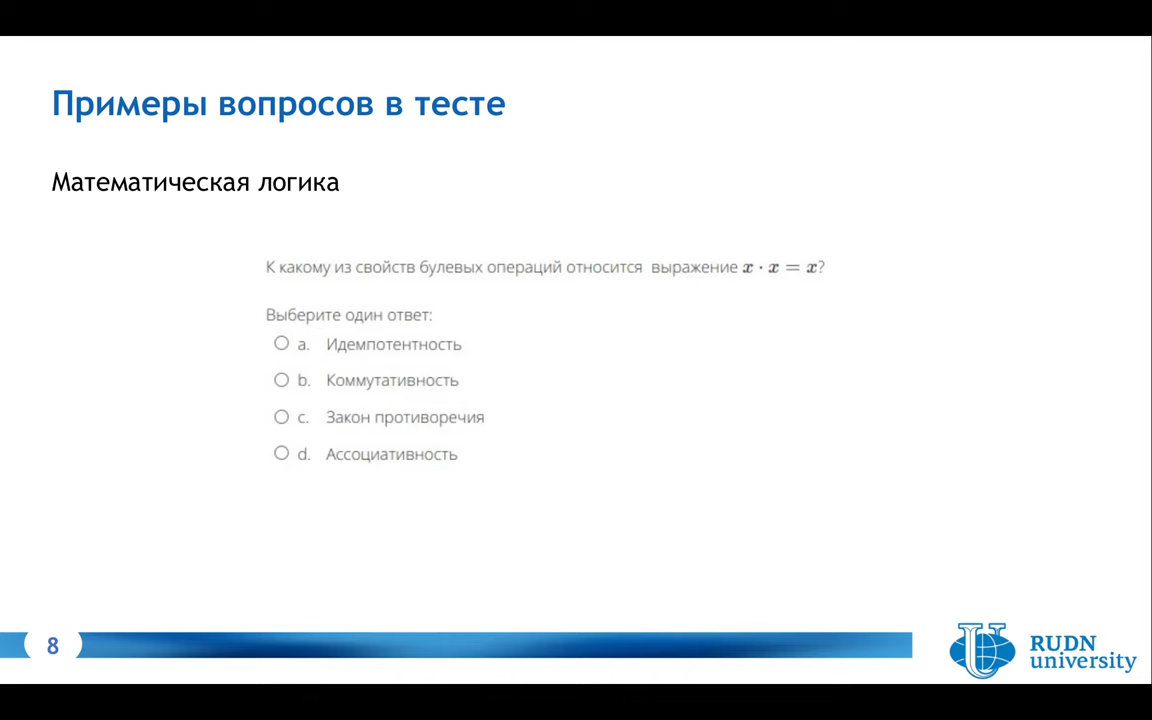 Примеры вопросов в тесте
Математическая логика
К какому из свойств булевых операций относится выражение x · x = x?
Выберите один ответ:
a. Идемпотентность
b. Коммутативность
c. Закон противоречия
d. Ассоциативность
8
RUDN
university